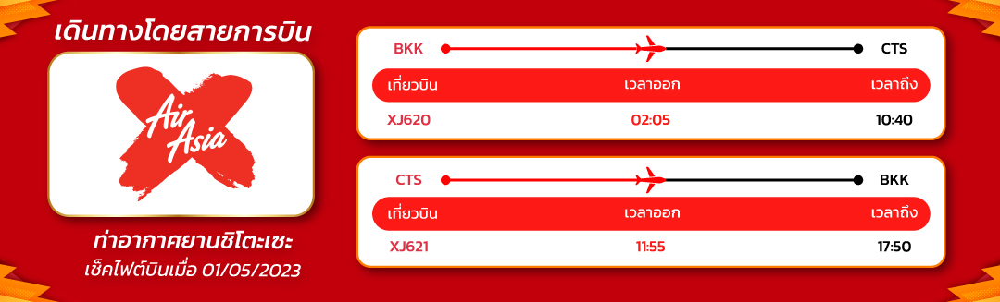 เดินทางโดยสายการบิน
Air
Asia
ท่าอากาศยานชิโตะเซะ
เช็คไฟต์บินเมื่อ 01/05/2023
BKK CTS
เที่ยวบิน เวลาออก เวลาถึง
XJ620 02:05 10:40
CTS BKK
เที่ยวบิน เวลาออก เวลาถึง
XJ621 11:55 17:50